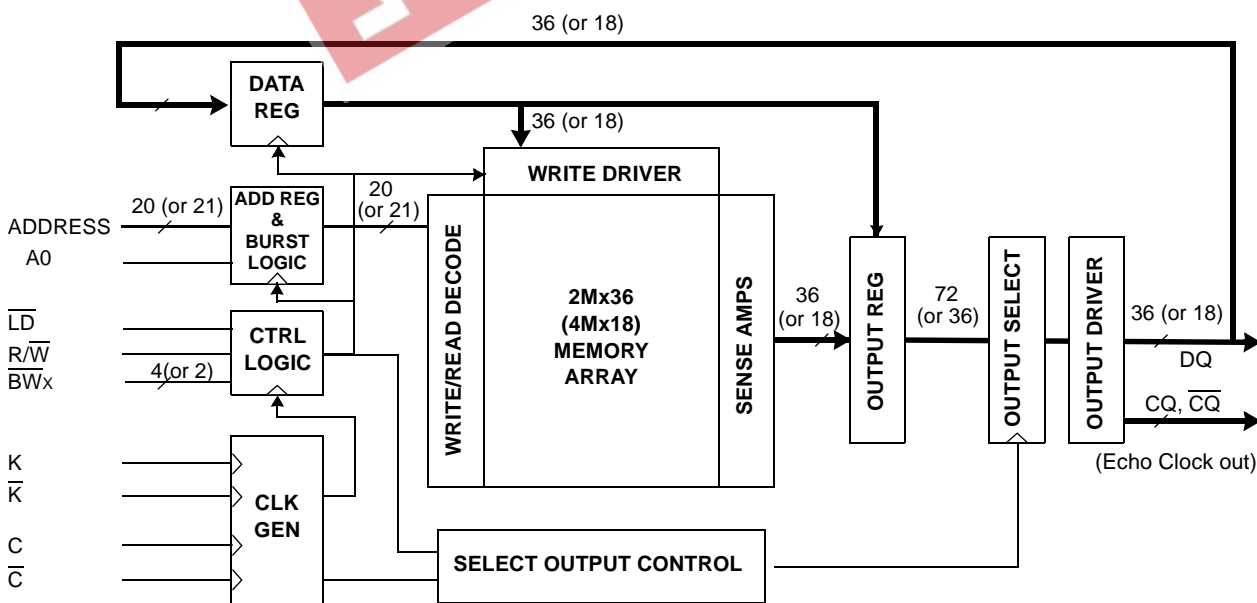 36 (or 18)
DATA
REG
36 (or 18)
WRITE DRIVER
ADDRESS
20 (or 21)
ADD REG
&
BURST
LOGIC
20
(or 21)
A0
WRITE/READ DECODE
2Mx36
(4Mx18)
MEMORY
ARRAY
SENSE AMPS
36
(or 18)
OUTPUT REG
72
(or 36)
OUTPUT SELECT
OUTPUT DRIVER
36 (or 18)
DQ
CQ, C̅Q̅
(Echo Clock out)
L̅D̅
R/W̅
B̅W̅x
4(or 2)
CTRL
LOGIC
K
K̅
C
C̅
CLK
GEN
SELECT OUTPUT CONTROL